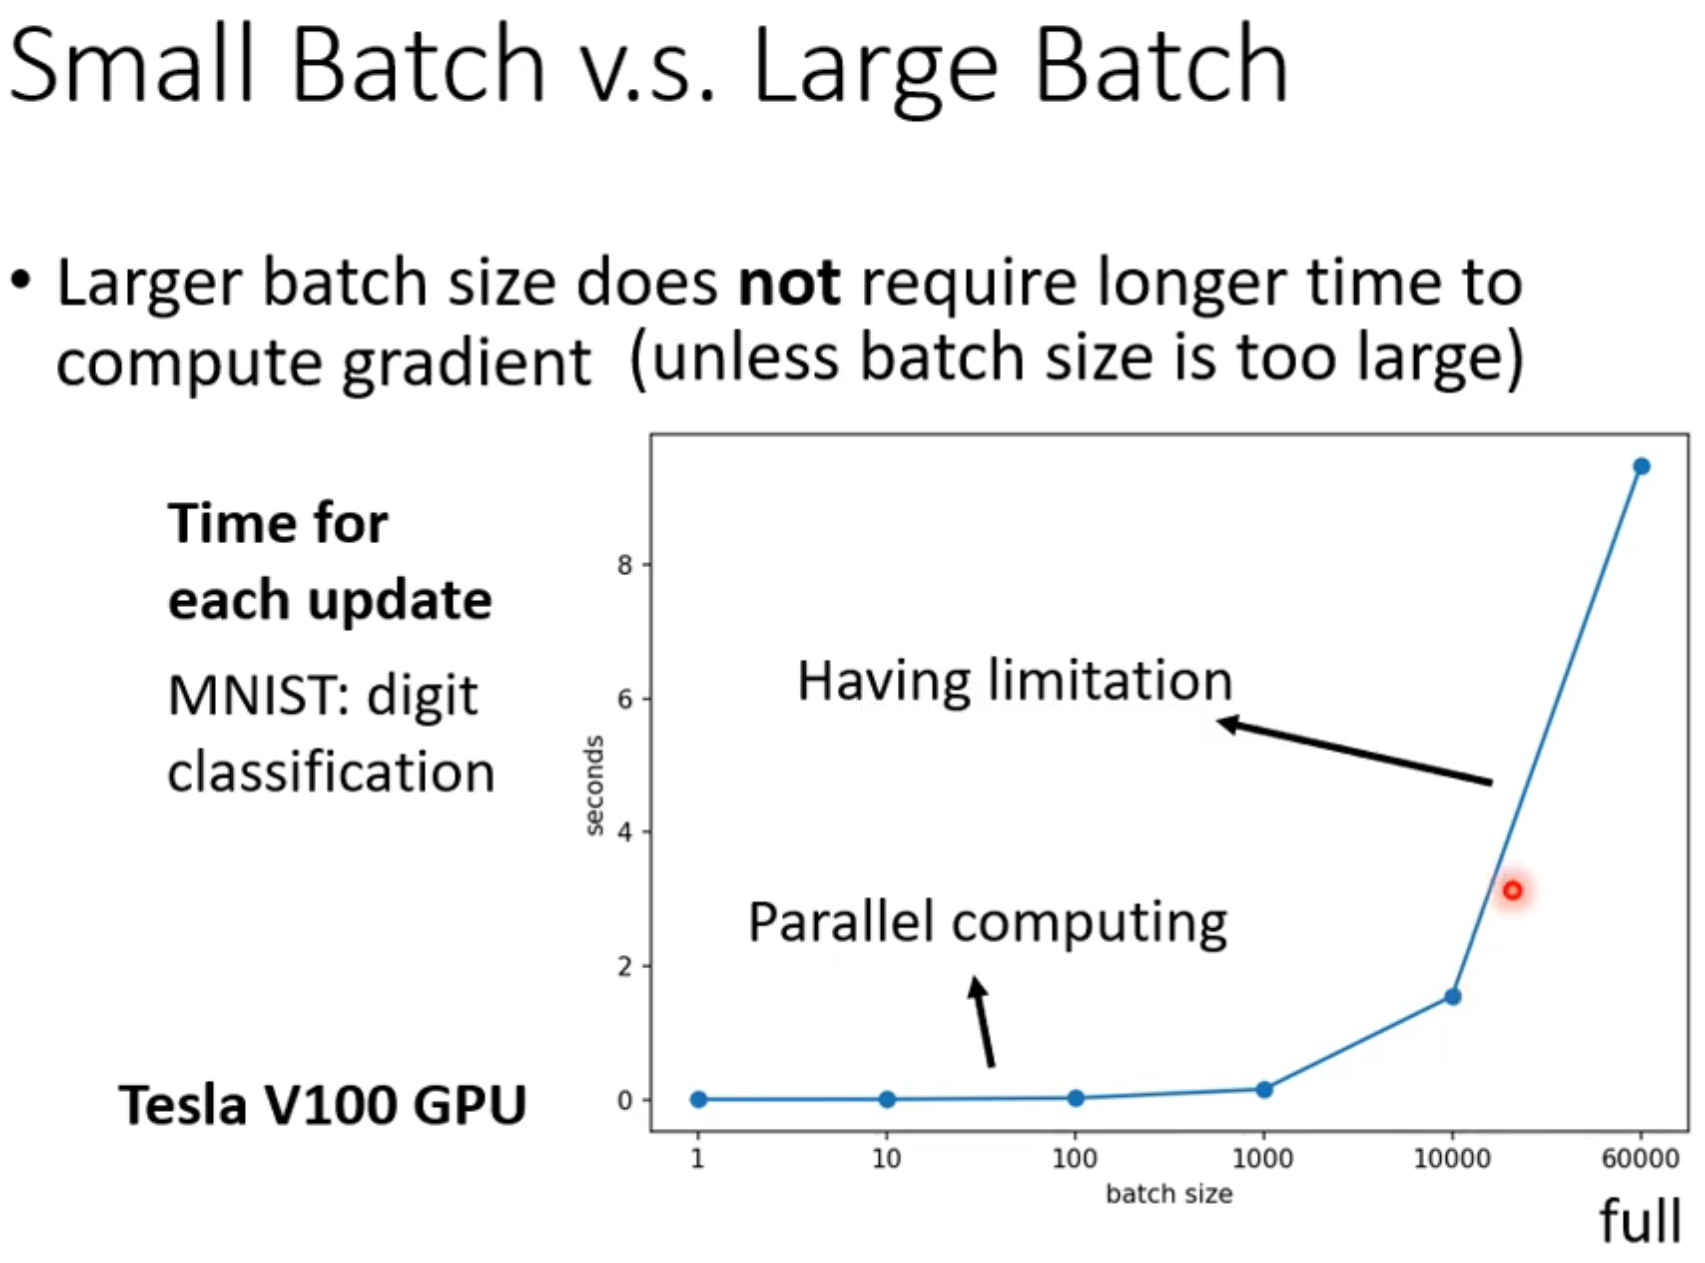 Small Batch v.s. Large Batch
• Larger batch size does not require longer time to
compute gradient (unless batch size is too large)
Time for
each update
MNIST: digit
classification
Tesla V100 GPU
seconds
8
6
4
2
0
Having limitation
Parallel computing
1 10 100 1000 10000 60000
batch size
full